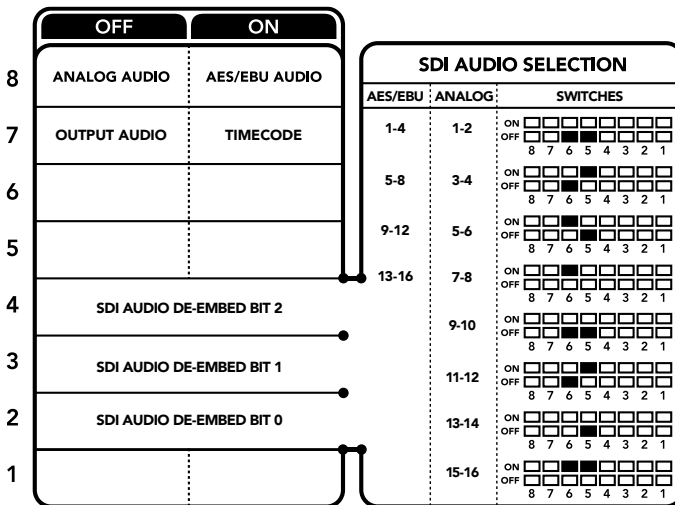 OFF ON
8 ANALOG AUDIO AES/EBU AUDIO
7 OUTPUT AUDIO TIMECODE
6
5
4 SDI AUDIO DE-EMBED BIT 2
3 SDI AUDIO DE-EMBED BIT 1
2 SDI AUDIO DE-EMBED BIT 0
1
SDI AUDIO SELECTION
AES/EBU ANALOG SWITCHES
1-4 1-2 ON
OFF
8 7 6 5 4 3 2 1
5-8 3-4 ON
OFF
8 7 6 5 4 3 2 1
9-12 5-6 ON
OFF
8 7 6 5 4 3 2 1
13-16 7-8 ON
OFF
8 7 6 5 4 3 2 1
9-10 ON
OFF
8 7 6 5 4 3 2 1
11-12 ON
OFF
8 7 6 5 4 3 2 1
13-14 ON
OFF
8 7 6 5 4 3 2 1
15-16 ON
OFF
8 7 6 5 4 3 2 1